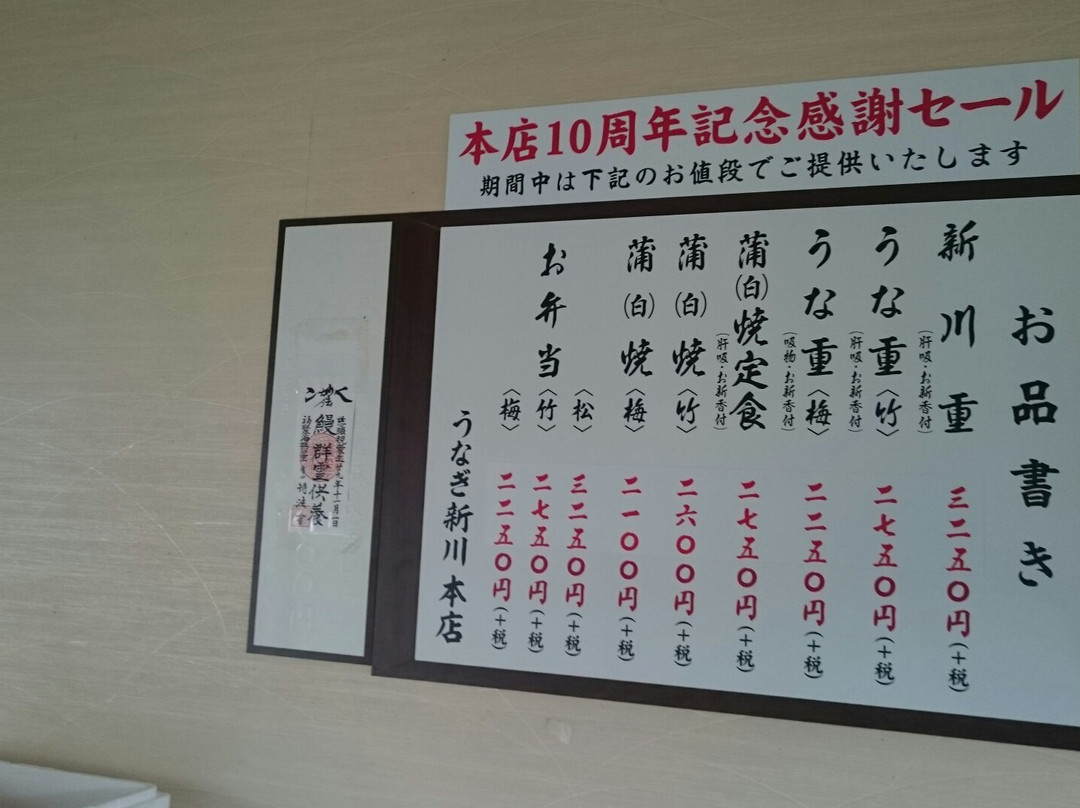 本店10周年記念感謝セール
期間中は下記のお値段でご提供いたします
お品書き
新川重 三二五〇円(+税)
(肝吸・お新香付)
うな重〈竹〉 二七五〇円(+税)
(肝吸・お新香付)
うな重〈梅〉 二二五〇円(+税)
(吸物・お新香付)
蒲(白)焼定食 二七五〇円(+税)
(肝吸・お新香付)
蒲(白)焼〈竹〉 二六〇〇円(+税)
蒲(白)焼〈梅〉 二一〇〇円(+税)
お弁当
〈松〉 三二五〇円(+税)
〈竹〉 二七五〇円(+税)
〈梅〉 二二五〇円(+税)
うなぎ新川 本店
鰻群霊供養